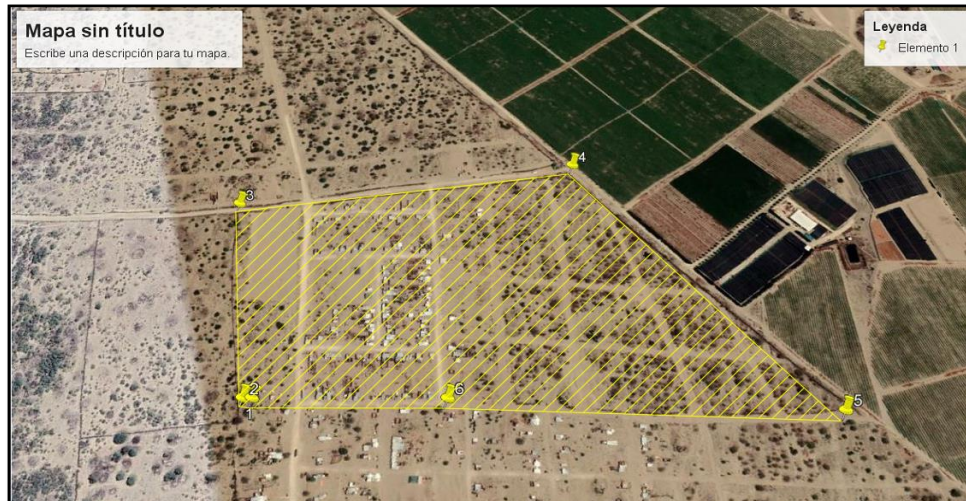 Mapa sin título
Escribe una descripción para tu mapa.
Leyenda
Elemento 1
4
3
2
6
1
5